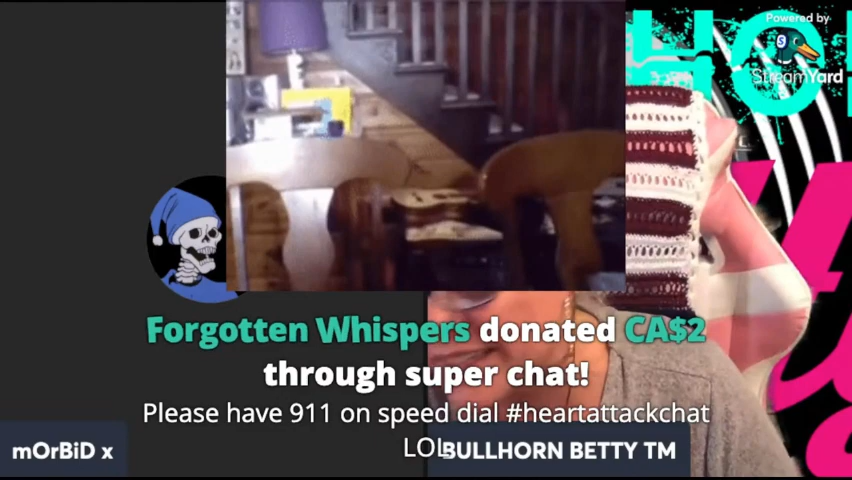 Powered by
StreamYard
HO
Forgotten Whispers donated CA$2
through super chat!
Please have 911 on speed dial #heartattackchat
LOL
mOrBiD x
BULLHORN BETTY TM